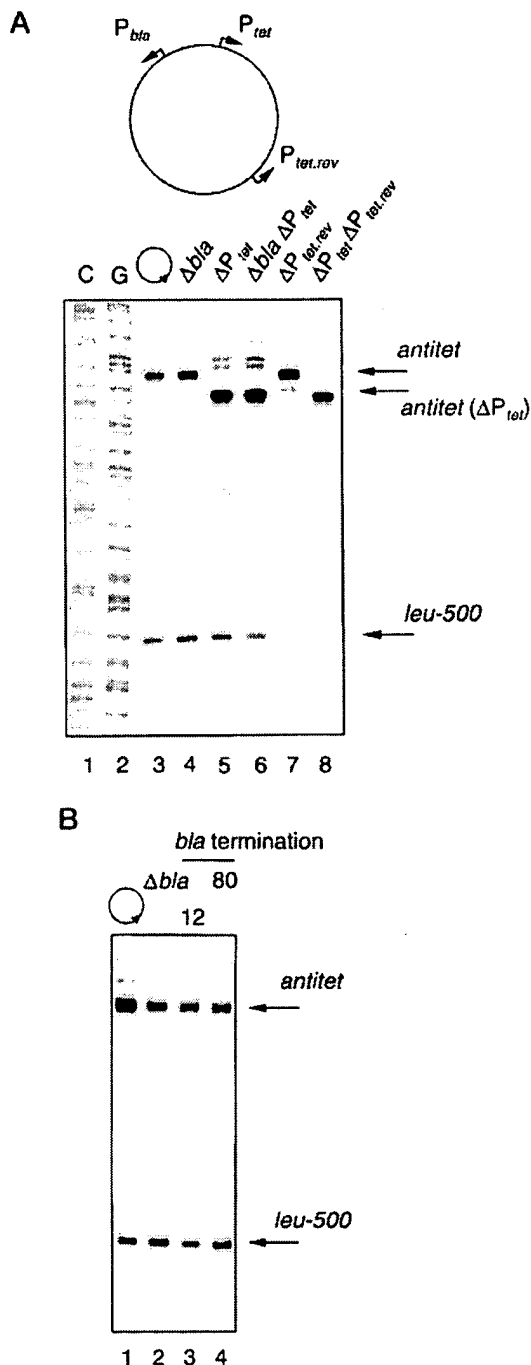 A
P bla
P tet
P tet.rev
C G Δbla ΔP tet Δbla ΔP tet ΔP tet.rev ΔP tet ΔP tet.rev
antitet
antitet (ΔP tet)
leu-500
1 2 3 4 5 6 7 8
B
bla termination
Δbla 80
12
antitet
leu-500
1 2 3 4